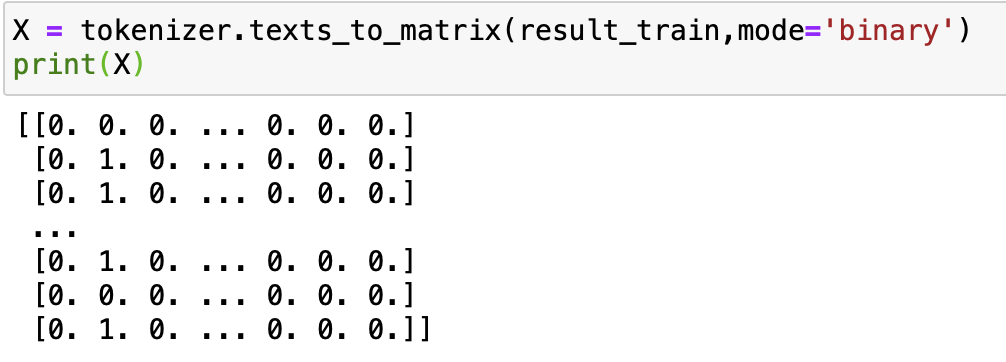 X = tokenizer.texts_to_matrix(result_train,mode='binary')
print(X)
[[0. 0. 0. ... 0. 0. 0.]
 [0. 1. 0. ... 0. 0. 0.]
 [0. 1. 0. ... 0. 0. 0.]
 ...
 [0. 1. 0. ... 0. 0. 0.]
 [0. 0. 0. ... 0. 0. 0.]
 [0. 1. 0. ... 0. 0. 0.]]